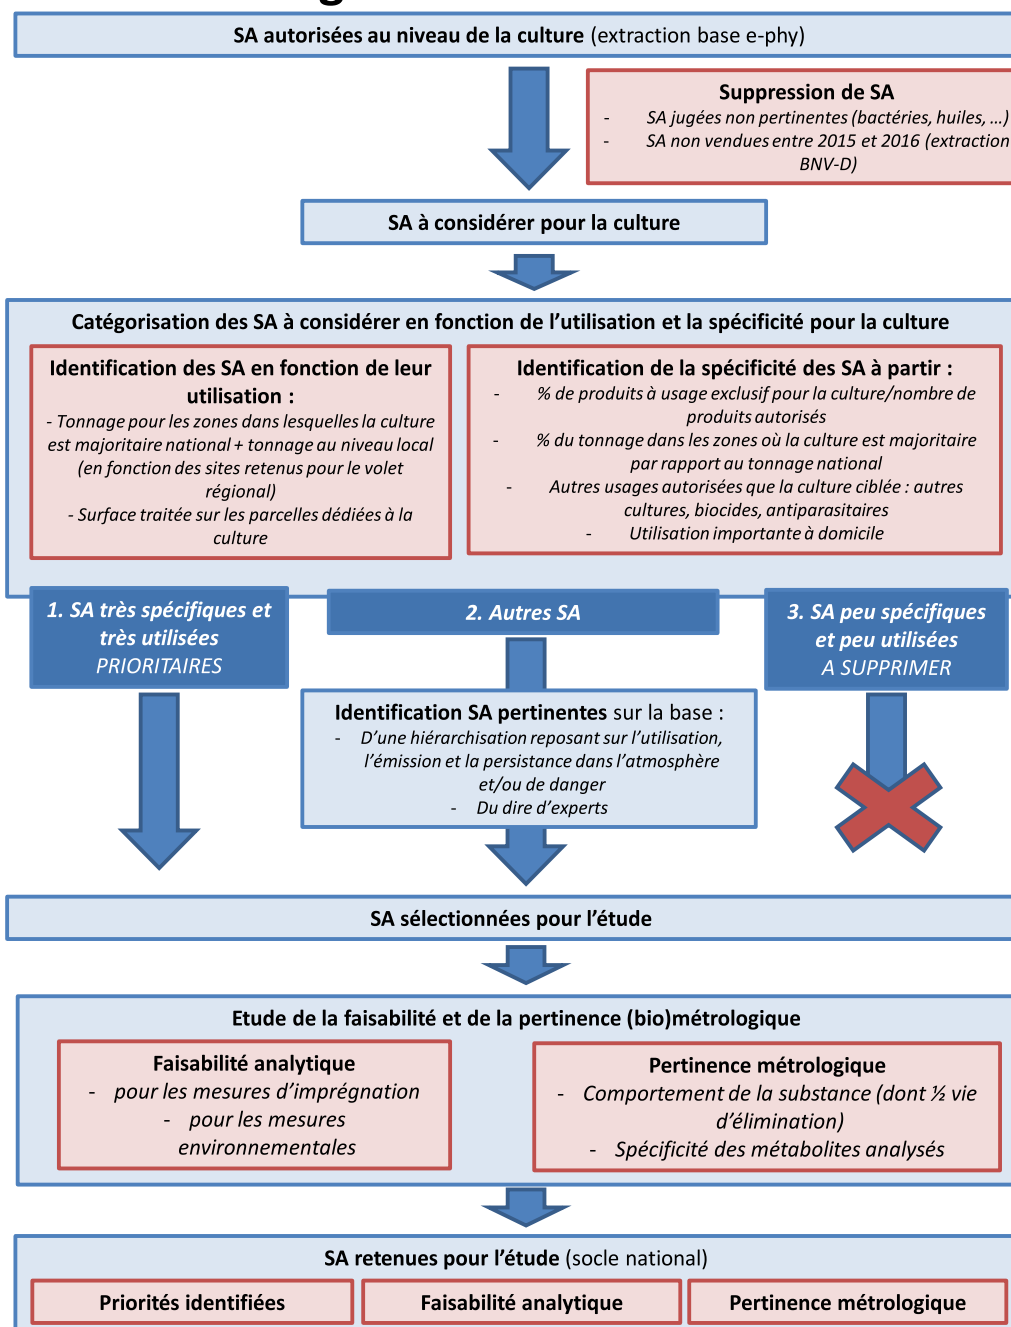 SA autorisées au niveau de la culture (extraction base e-phy)
Suppression de SA
- SA jugées non pertinentes (bactéries, huiles, …)
- SA non vendues entre 2015 et 2016 (extraction
BNV-D)
SA à considérer pour la culture
Catégorisation des SA à considérer en fonction de l’utilisation et la spécificité pour la culture
Identification des SA en fonction de leur
utilisation :
- Tonnage pour les zones dans lesquelles la culture
est majoritaire national + tonnage au niveau local
(en fonction des sites retenus pour le volet
régional)
- Surface traitée sur les parcelles dédiées à la
culture
Identification de la spécificité des SA à partir :
- % de produits à usage exclusif pour la culture/nombre de
produits autorisés
- % du tonnage dans les zones où la culture est majoritaire
par rapport au tonnage national
- Autres usages autorisées que la culture ciblée : autres
cultures, biocides, antiparasitaires
- Utilisation importante à domicile
1. SA très spécifiques et
très utilisées
PRIORITAIRES
2. Autres SA
3. SA peu spécifiques
et peu utilisées
A SUPPRIMER
Identification SA pertinentes sur la base :
- D’une hiérarchisation reposant sur l’utilisation,
l’émission et la persistance dans l’atmosphère
et/ou de danger
- Du dire d’experts
SA sélectionnées pour l’étude
Etude de la faisabilité et de la pertinence (bio)métrologique
Faisabilité analytique
- pour les mesures d’imprégnation
- pour les mesures
environnementales
Pertinence métrologique
- Comportement de la substance (dont ½ vie
d’élimination)
- Spécificité des métabolites analysés
SA retenues pour l’étude (socle national)
Priorités identifiées
Faisabilité analytique
Pertinence métrologique